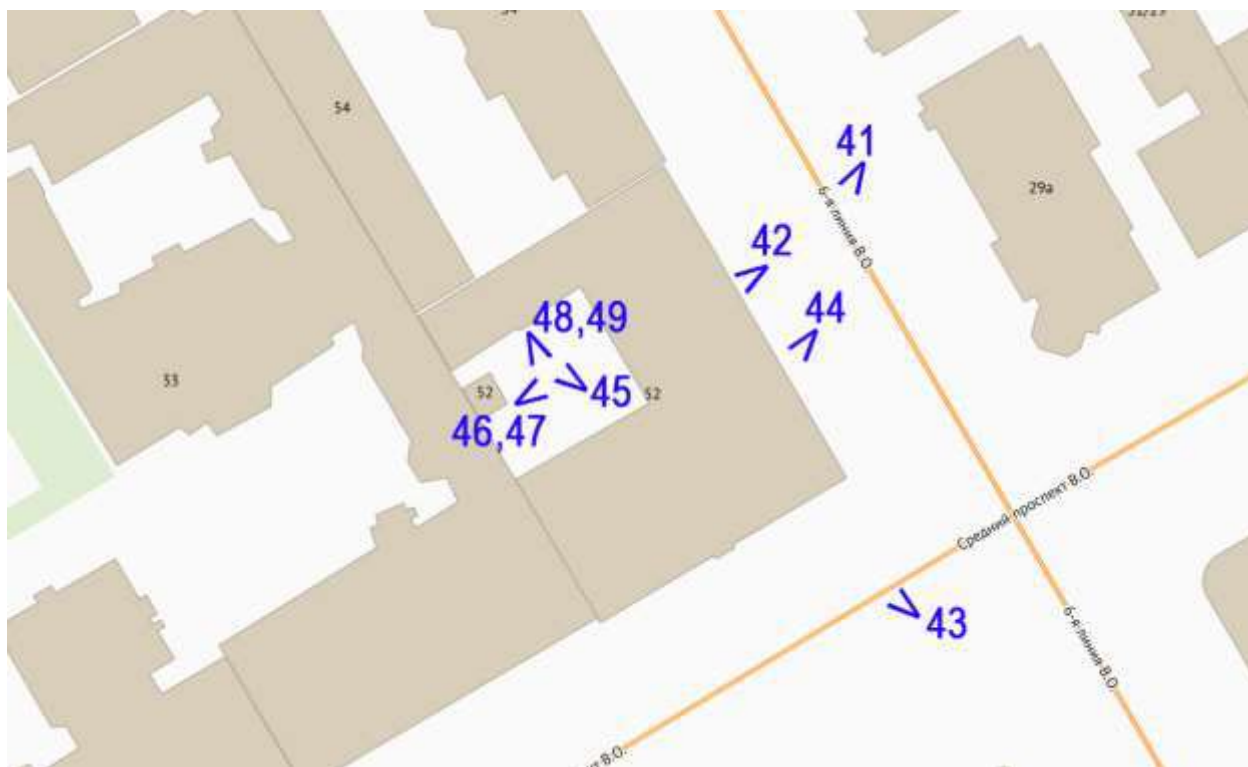 54
41
6-я линия В.О.
29а
42
44
48,49
33
52
52
45
46,47
Средний проспект В.О.
43
6-я линия В.О.
кт В.О.